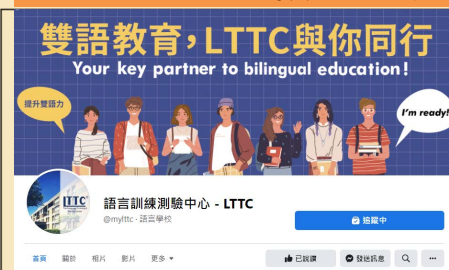 雙語教育,LTTC與你同行
Your key partner to bilingual education!
提升雙語力
I'm ready!
LTTC
語言訓練測驗中心 - LTTC
@mylttc · 語言學校
追蹤中
首頁 關於 相片 影片 更多
已說讚 發送訊息